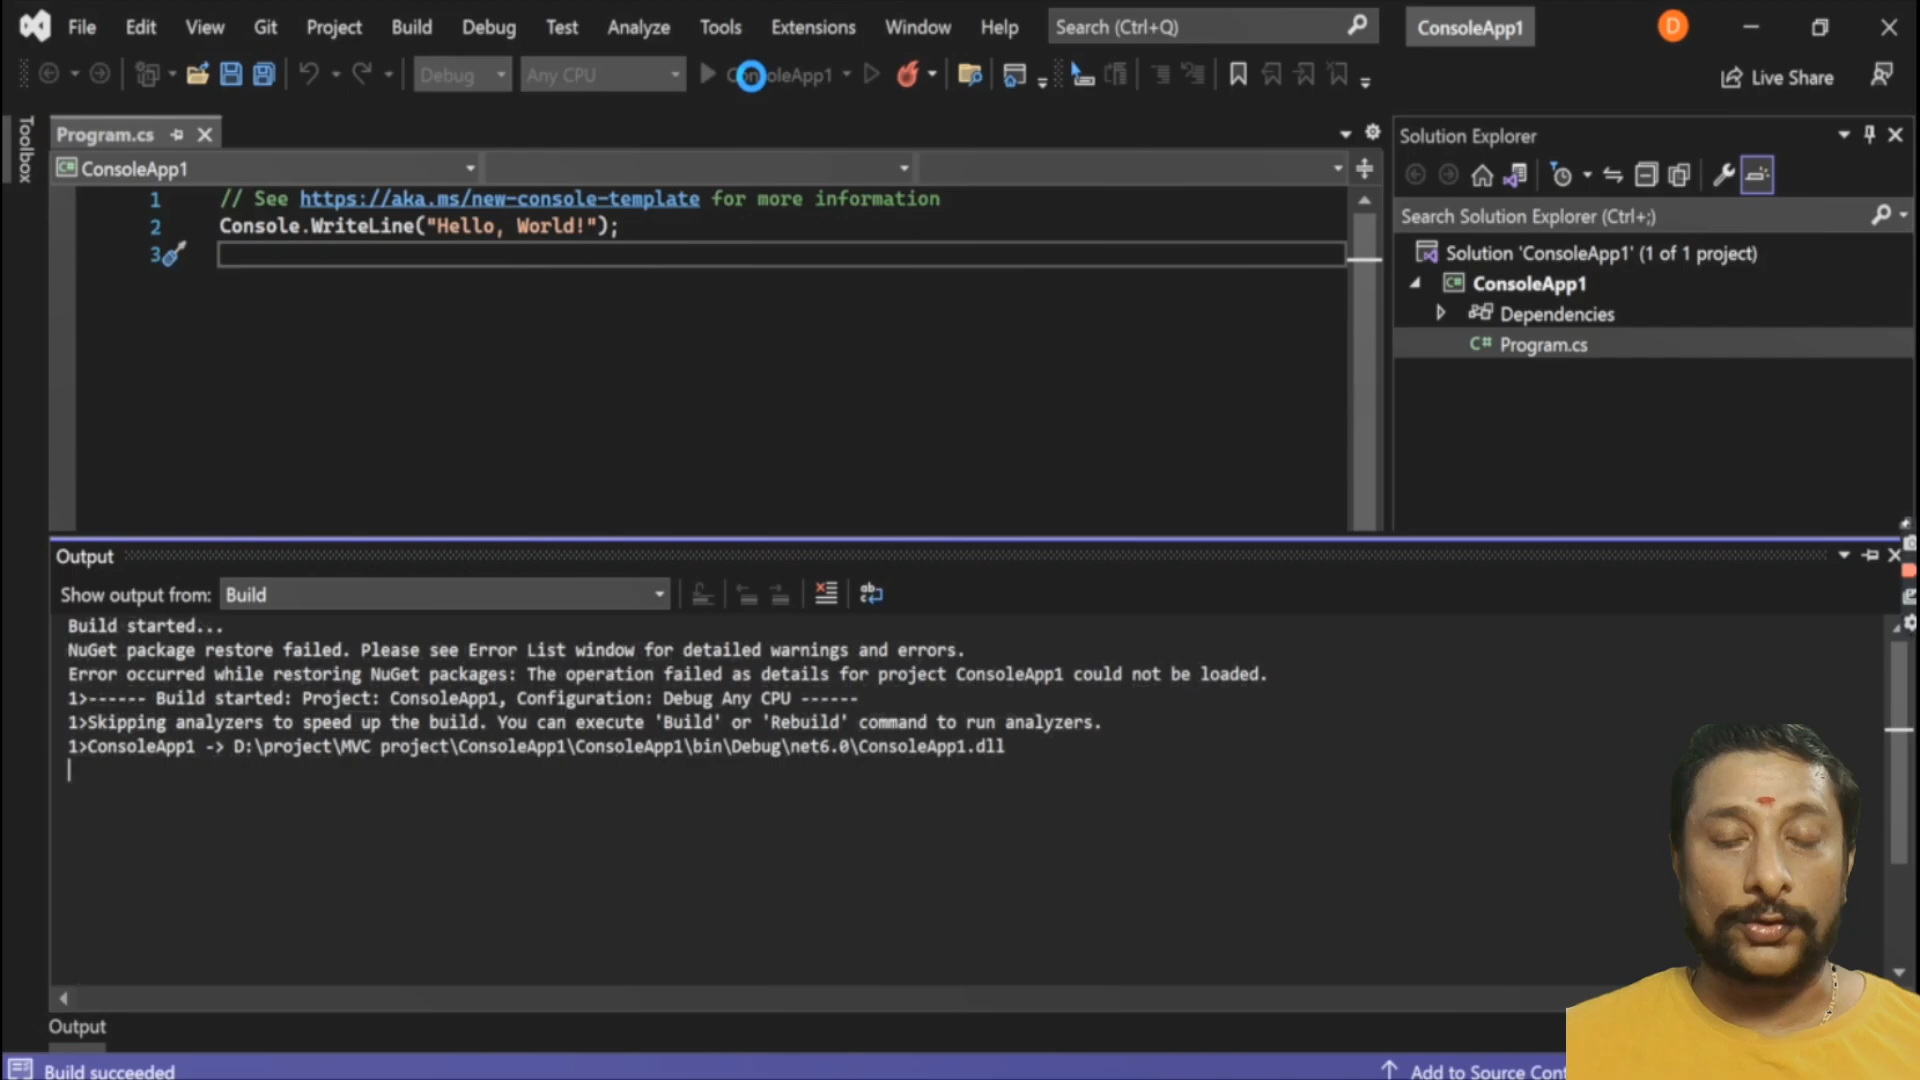 File Edit View Git Project Build Debug Test Analyze Tools Extensions Window Help Search (Ctrl+Q) ConsoleApp1 D
Debug Any CPU ConsoleApp1 Live Share
Toolbox
Program.cs
ConsoleApp1
1 // See https://aka.ms/new-console-template for more information
2 Console.WriteLine("Hello, World!");
3
Solution Explorer
Search Solution Explorer (Ctrl+;)
Solution 'ConsoleApp1' (1 of 1 project)
C# ConsoleApp1
Dependencies
C# Program.cs
Output
Show output from: Build
Build started...
NuGet package restore failed. Please see Error List window for detailed warnings and errors.
Error occurred while restoring NuGet packages: The operation failed as details for project ConsoleApp1 could not be loaded.
1>------ Build started: Project: ConsoleApp1, Configuration: Debug Any CPU ------
1>Skipping analyzers to speed up the build. You can execute 'Build' or 'Rebuild' command to run analyzers.
1>ConsoleApp1 -> D:\project\MVC project\ConsoleApp1\ConsoleApp1\bin\Debug\net6.0\ConsoleApp1.dll
Output
Build succeeded
Add to Source Cont